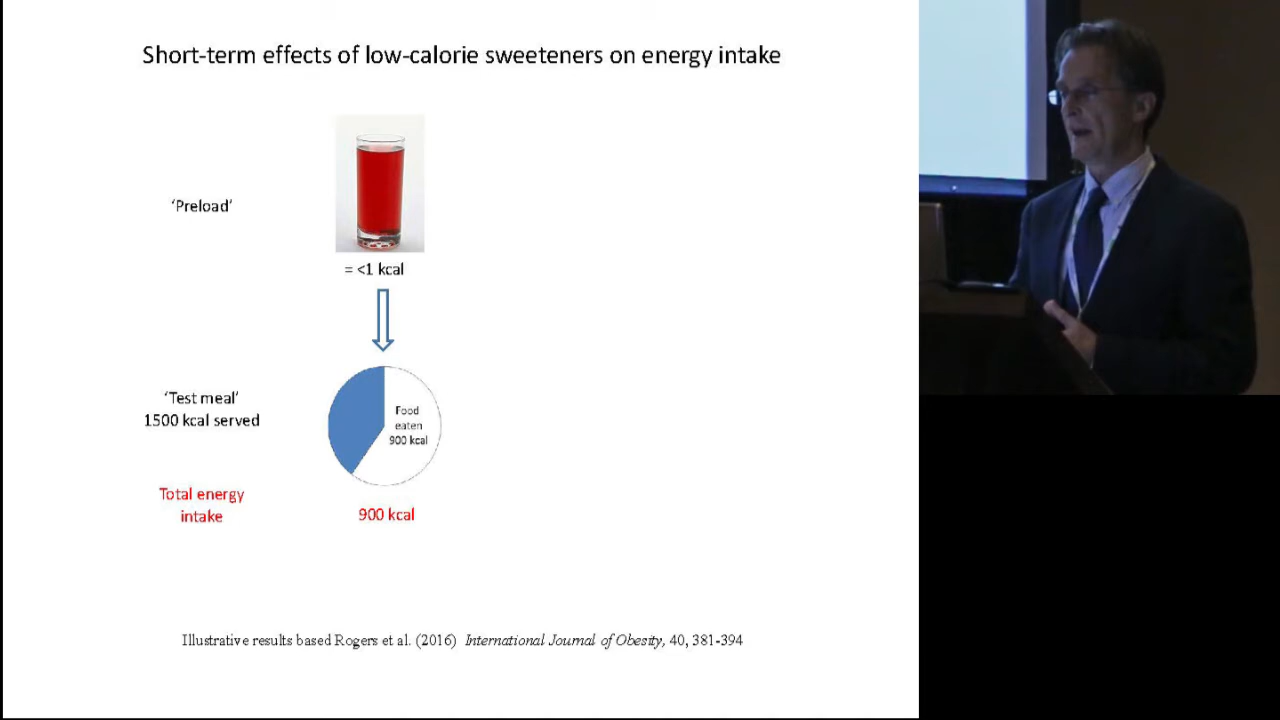 Short-term effects of low-calorie sweeteners on energy intake
‘Preload’
= <1 kcal
‘Test meal’
1500 kcal served
Food
eaten
900 kcal
Total energy
intake
900 kcal
Illustrative results based Rogers et al. (2016) International Journal of Obesity, 40, 381-394